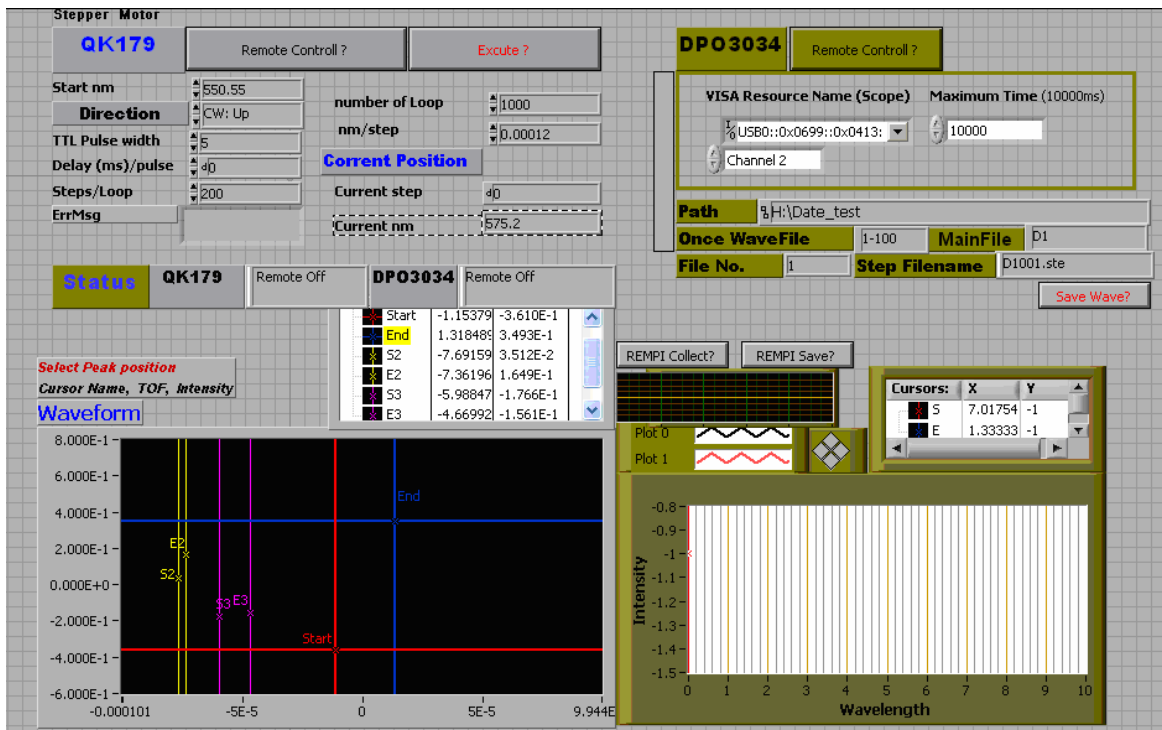 Stepper Motor
QK179
Remote Controll ?
Excute ?
Start nm
550.55
Direction
CW: Up
TTL Pulse width
5
Delay (ms)/pulse
d 0
Steps/Loop
200
ErrMsg
number of Loop
1000
nm/step
0.00012
Corrent Position
Current step
d 0
Current nm
575.2
DPO3034
Remote Controll ?
VISA Resource Name (Scope)
Maximum Time (10000ms)
USB0::0x0699::0x0413:
10000
Channel 2
Path
H:\Date_test
Once WaveFile
1-100
MainFile
D1
File No.
1
Step Filename
D1001.ste
Save Wave?
Status
QK179
Remote Off
DPO3034
Remote Off
Start -1.15379 -3.610E-1
End 1.318489 3.493E-1
S2 -7.69159 3.512E-2
E2 -7.36196 1.649E-1
S3 -5.98847 -1.766E-1
E3 -4.66992 -1.561E-1
Select Peak position
Cursor Name, TOF, Intensity
Waveform
8.000E-1
6.000E-1
4.000E-1
2.000E-1
0.000E+0
-2.000E-1
-4.000E-1
-6.000E-1
End
E2
S2
S3
E3
Start
-0.000101
-5E-5
0
5E-5
9.944E
REMPI Collect?
REMPI Save?
Plot 0
Plot 1
Cursors: X Y
S 7.01754 -1
E 1.33333 -1
Intensity
-0.8
-0.9
-1
-1.1
-1.2
-1.3
-1.4
-1.5
0 1 2 3 4 5 6 7 8 9 10
Wavelength